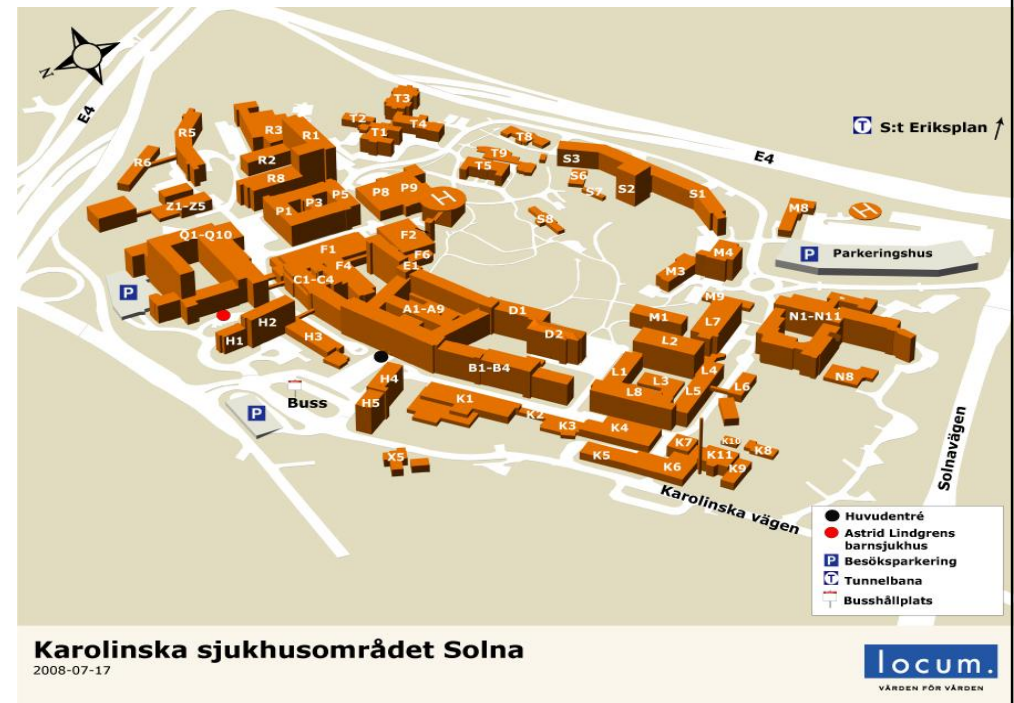 N
E4
T3
T2
T4
T1
R5
R3
R1
R6
R2
R8
Z1-Z5
P1
P3
P5
P8
P9
H
T8
T9
T5
S3
S6
S7
S2
S1
S8
T S:t Eriksplan
E4
M8
H
P Parkeringshus
M4
M3
M9
Q1-Q10
F1
F2
F6
F4
E1
C1-C4
A1-A9
D1
D2
M1
L7
L2
N1-N11
P
H2
H1
H3
B1-B4
L1
L3
L4
L8
L5
L6
N8
H4
H5
Buss
P
K1
K2
K3
K4
K5
K6
K7
K10
K11
K8
K9
X5
Karolinska vägen
Solnavägen
Huvudentré
Astrid Lindgrens
barnsjukhus
P Besöksparkering
T Tunnelbana
Busshållplats
Karolinska sjukhusområdet Solna
2008-07-17
locum.
VÅRDEN FÖR VÅRDEN